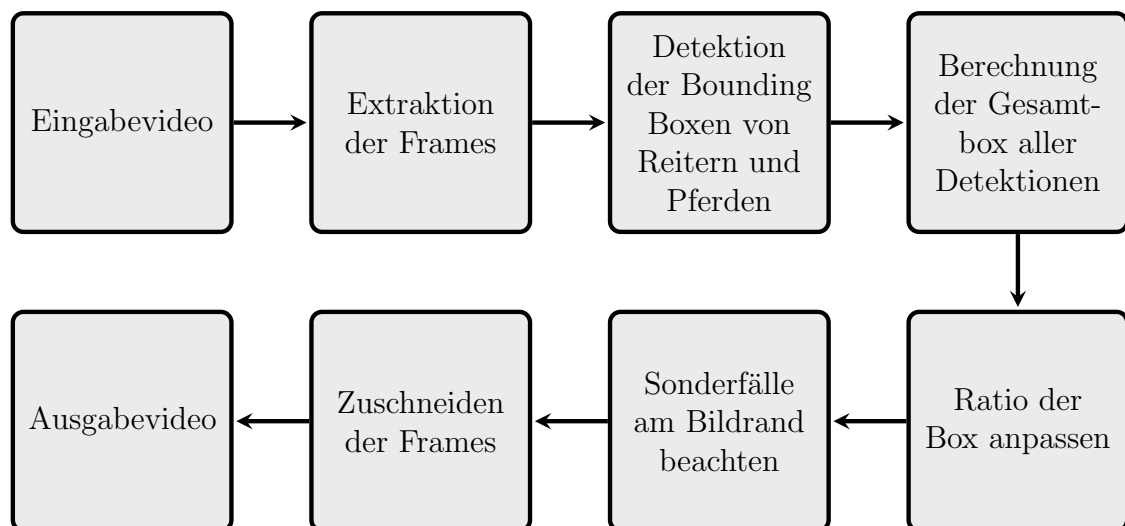 Eingabevideo
Extraktion
der Frames
Detektion
der Bounding
Boxen von
Reitern und
Pferden
Berechnung
der Gesamt-
box aller
Detektionen
Ratio der
Box anpassen
Sonderfälle
am Bildrand
beachten
Zuschneiden
der Frames
Ausgabevideo